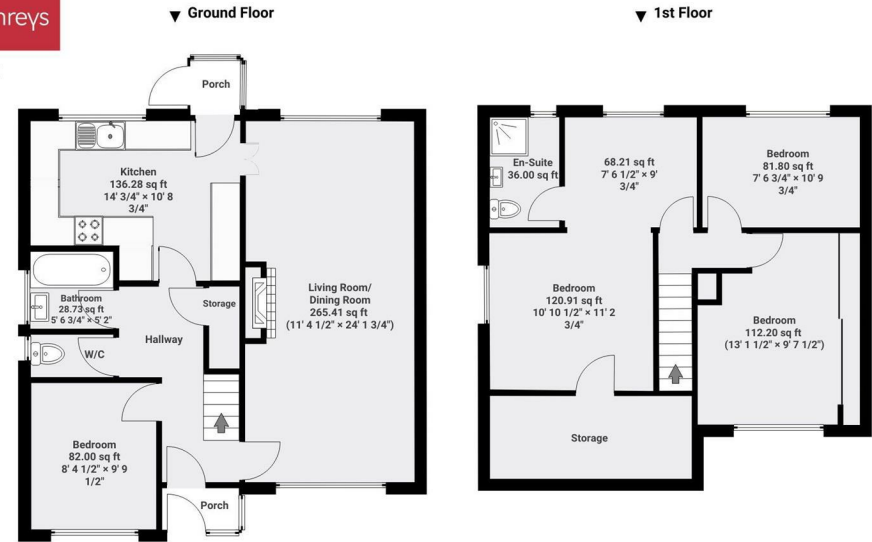 Ground Floor
1st Floor
Porch
Kitchen
136.28 sq ft
14' 3/4" × 10' 8
3/4"
Bathroom
28.73 sq ft
5' 6 3/4" × 5' 2"
Storage
Hallway
W/C
Living Room/
Dining Room
265.41 sq ft
(11' 4 1/2" × 24' 1 3/4")
Bedroom
82.00 sq ft
8' 4 1/2" × 9' 9
1/2"
Porch
En-Suite
36.00 sq ft
68.21 sq ft
7' 6 1/2" × 9'
3/4"
Bedroom
81.80 sq ft
7' 6 3/4" × 10' 9
3/4"
Bedroom
120.91 sq ft
10' 10 1/2" × 11' 2
3/4"
Bedroom
112.20 sq ft
(13' 1 1/2" × 9' 7 1/2")
Storage